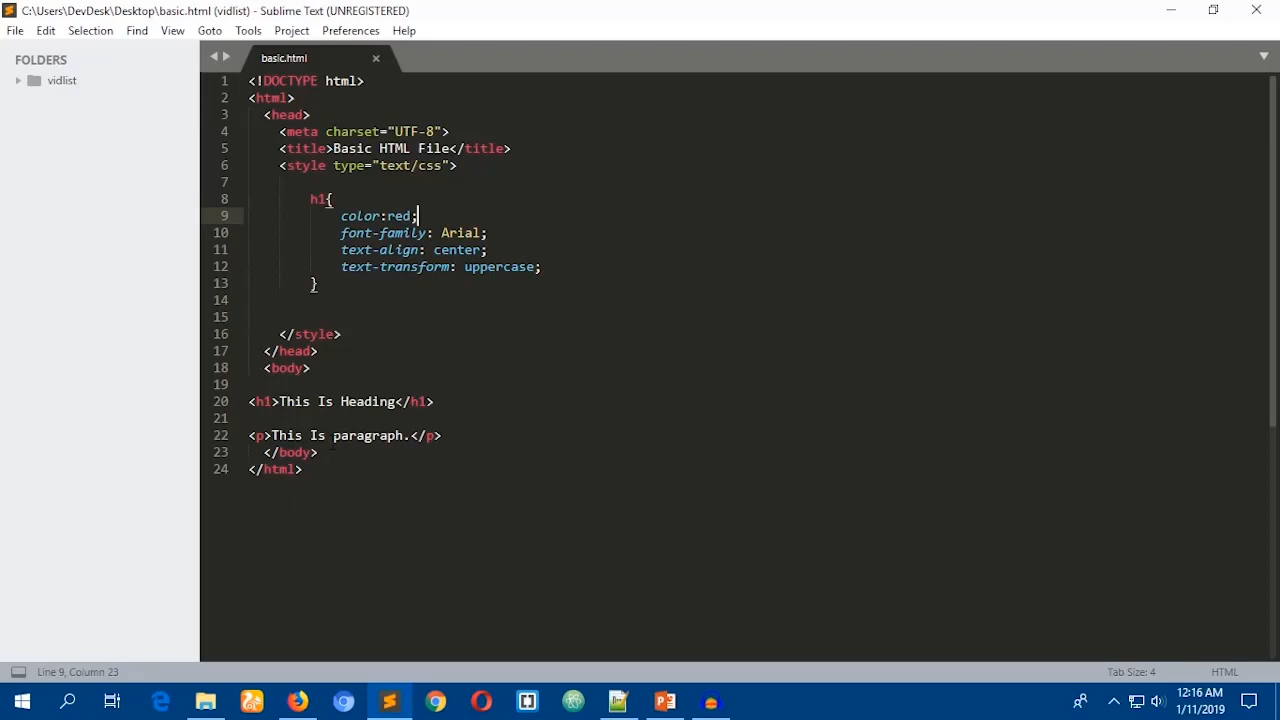 C:\Users\DevDesk\Desktop\basic.html (vidlist) - Sublime Text (UNREGISTERED)
File Edit Selection Find View Goto Tools Project Preferences Help
FOLDERS
vidlist
basic.html
1 <!DOCTYPE html>
2 <html>
3 <head>
4 <meta charset="UTF-8">
5 <title>Basic HTML File</title>
6 <style type="text/css">
7
8 h1{
9 color:red;
10 font-family: Arial;
11 text-align: center;
12 text-transform: uppercase;
13 }
14
15
16 </style>
17 </head>
18 <body>
19
20 <h1>This Is Heading</h1>
21
22 <p>This Is paragraph.</p>
23 </body>
24 </html>
Line 9, Column 23
Tab Size: 4
HTML
12:16 AM
1/11/2019